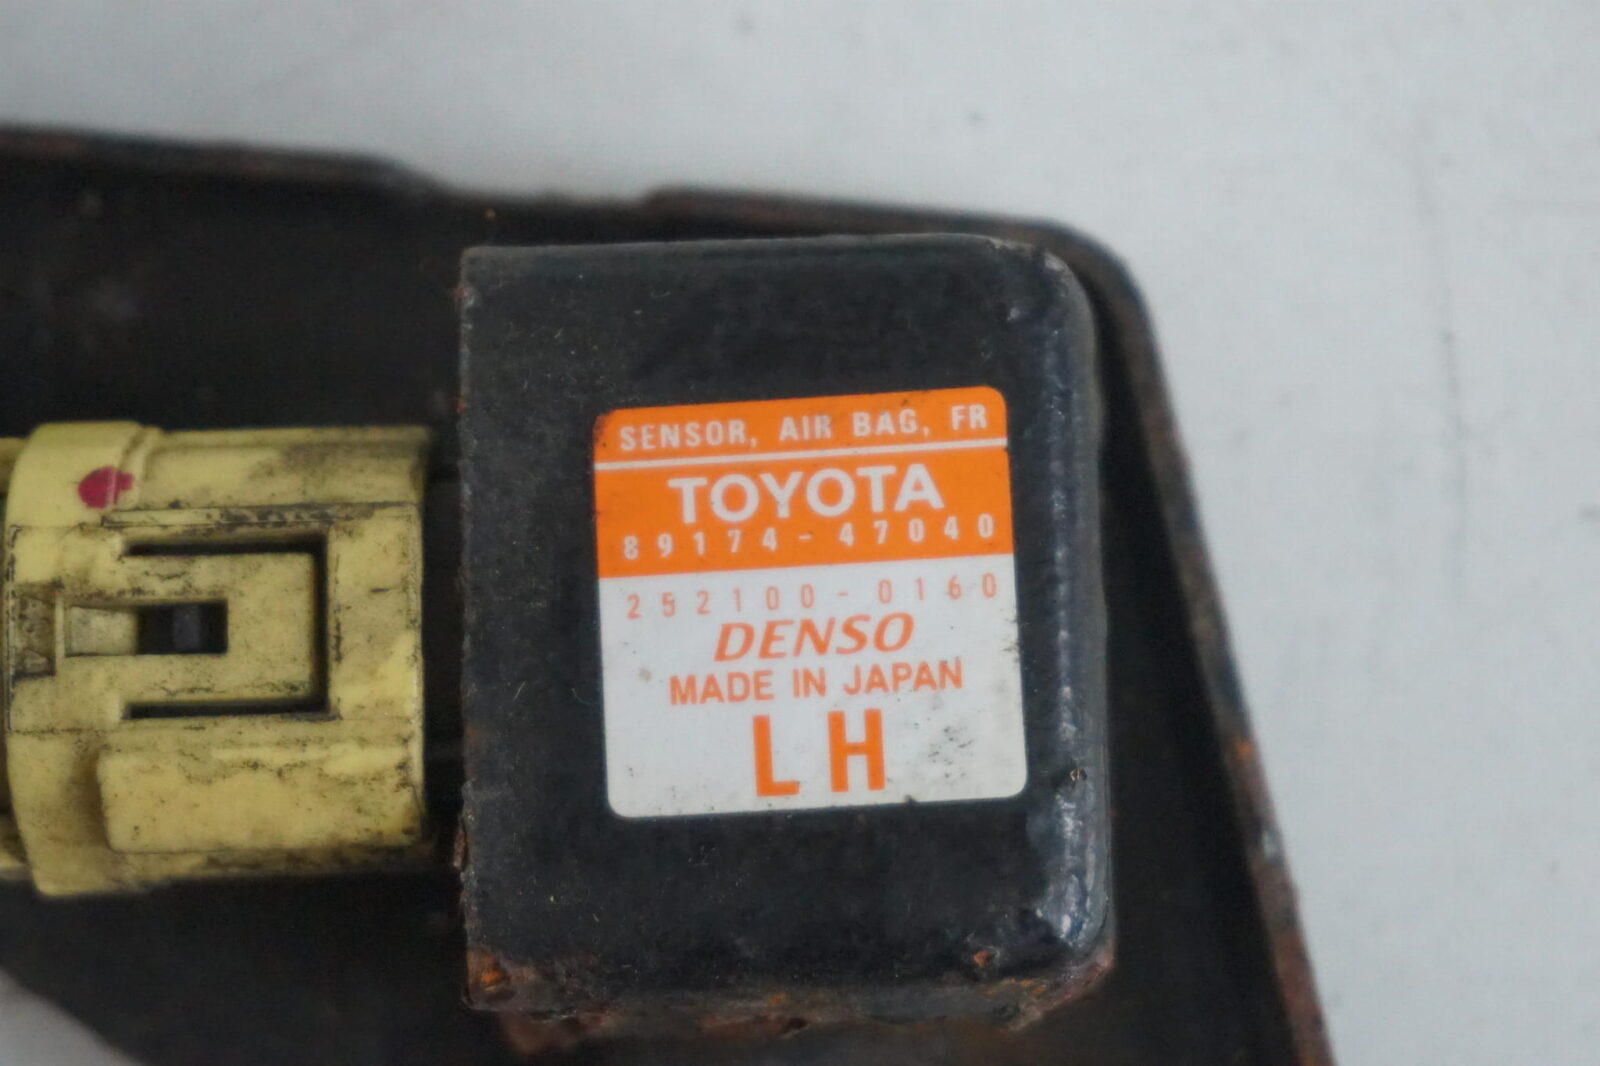 SENSOR, AIR BAG, FR
TOYOTA
89174-47040
252100-0160
DENSO
MADE IN JAPAN
LH